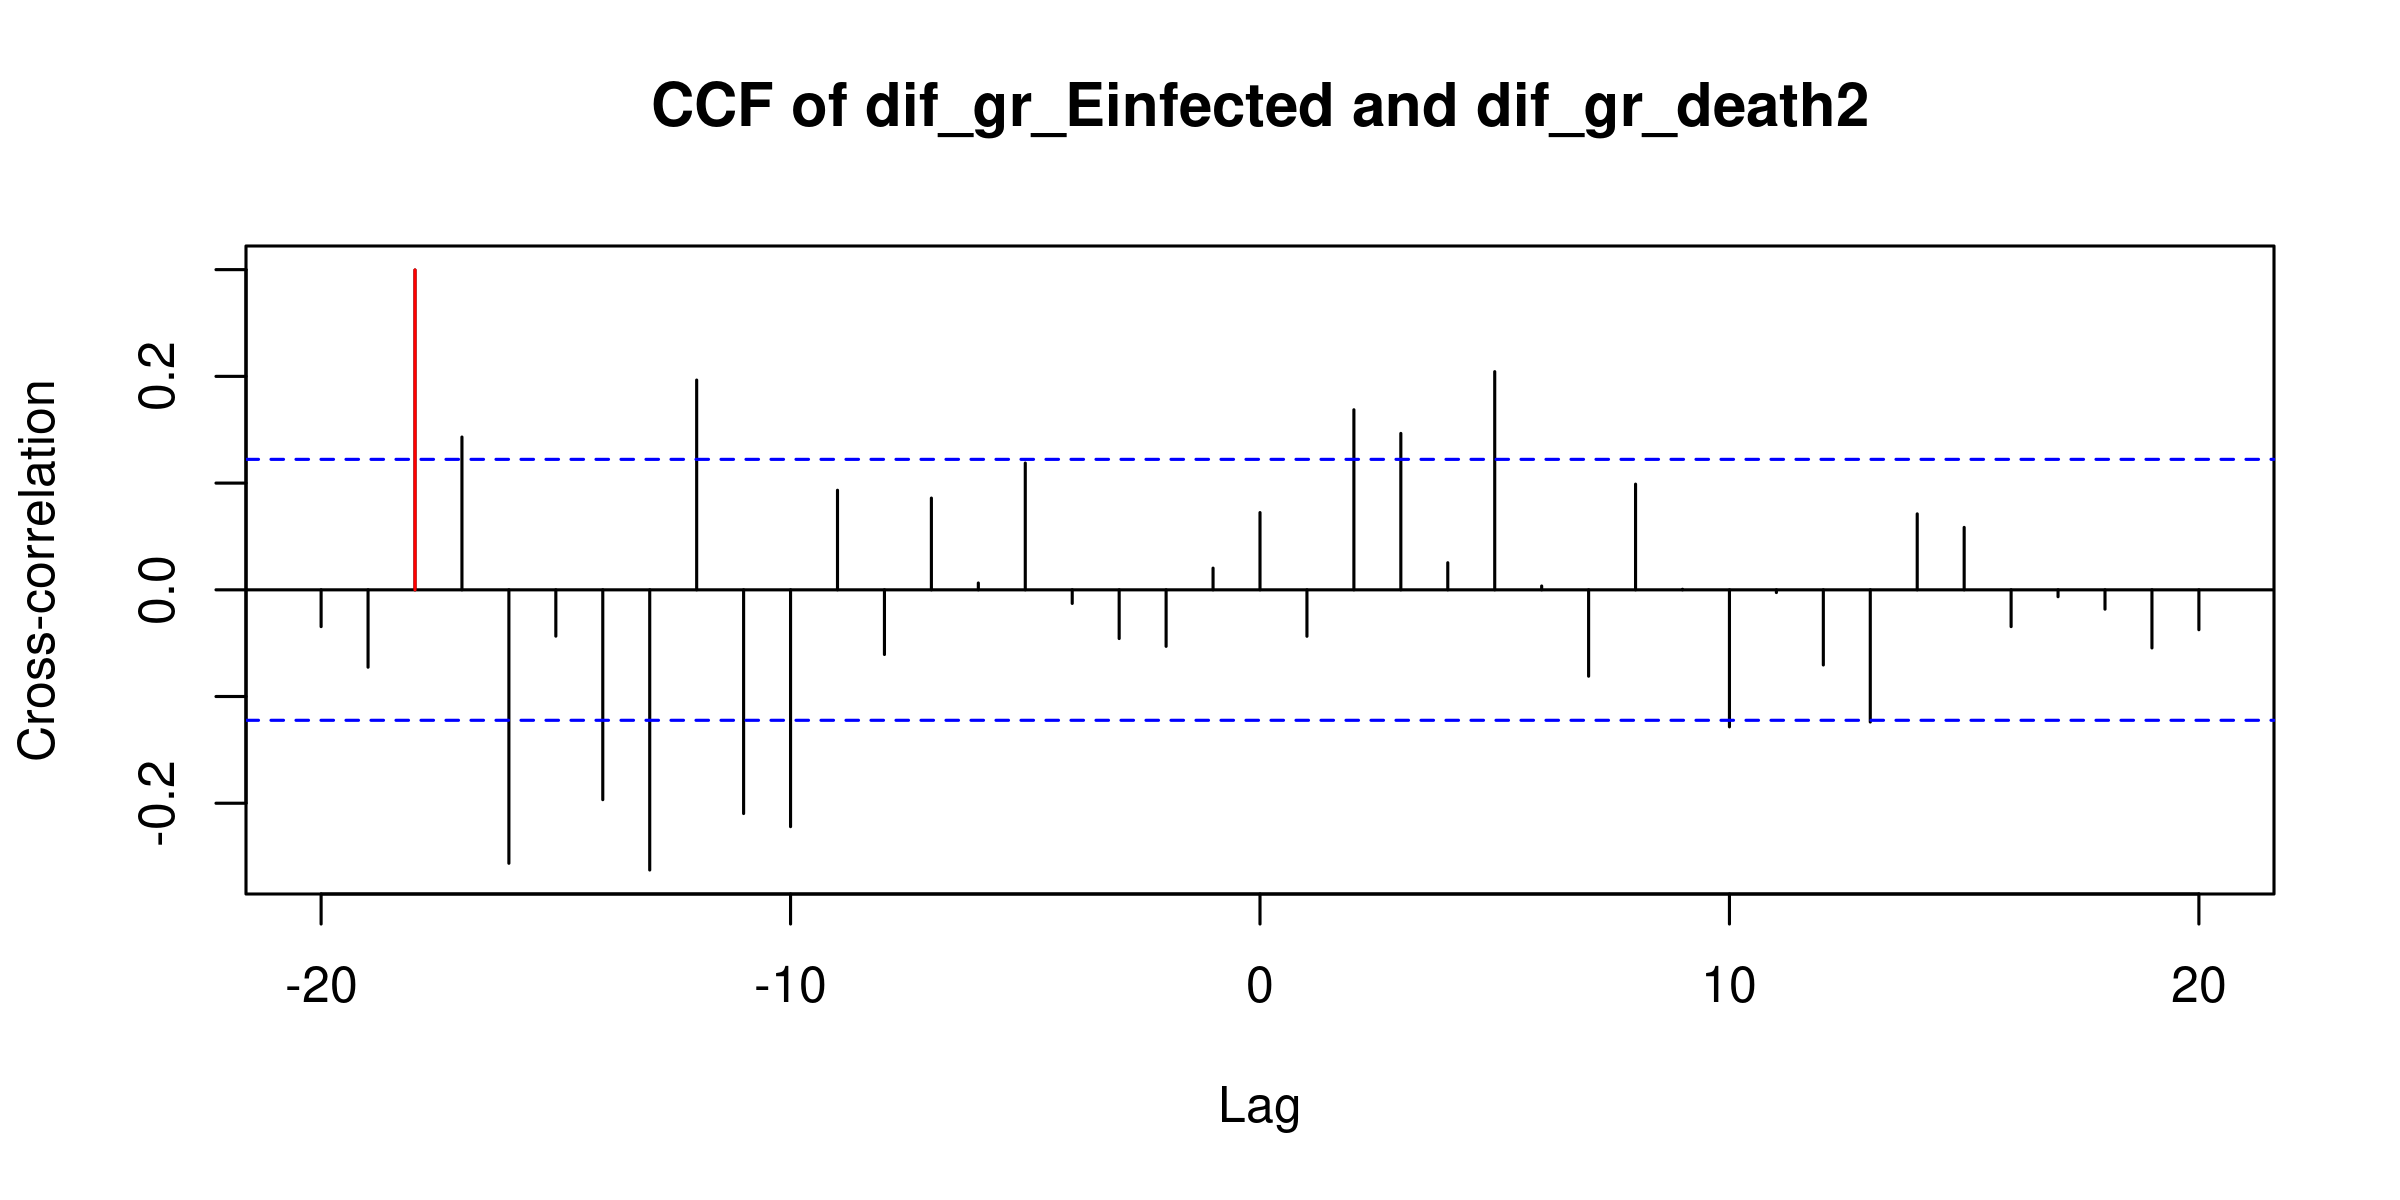 CCF of dif_gr_Einfected and dif_gr_death2
Cross-correlation
0.2
0.0
-0.2
-20 -10 0 10 20
Lag